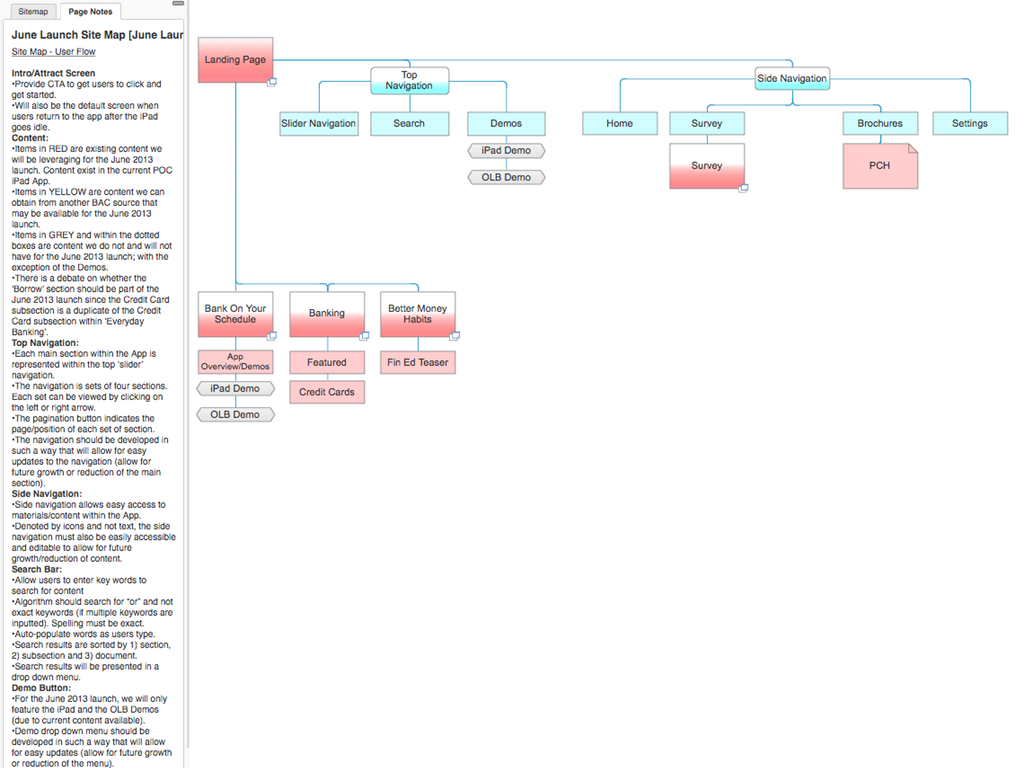 Sitemap
Page Notes
June Launch Site Map [June Laur
Site Map - User Flow
Intro/Attract Screen
•Provide CTA to get users to click and
get started.
•Will also be the default screen when
users return to the app after the iPad
goes idle.
Content:
•Items in RED are existing content we
will be leveraging for the June 2013
launch. Content exist in the current POC
iPad App.
•Items in YELLOW are content we can
obtain from another BAC source that
may be available for the June 2013
launch.
•Items in GREY and within the dotted
boxes are content we do not and will not
have for the June 2013 launch; with the
exception of the Demos.
•There is a debate on whether the
'Borrow' section should be part of the
June 2013 launch since the Credit Card
subsection is a duplicate of the Credit
Card subsection within 'Everyday
Banking'.
Top Navigation:
•Each main section within the App is
represented within the top 'slider'
navigation.
•The navigation is sets of four sections.
Each set can be viewed by clicking on
the left or right arrow.
•The pagination button indicates the
page/position of each set of section.
•The navigation should be developed in
such a way that will allow for easy
updates to the navigation (allow for
future growth or reduction of the main
section).
Side Navigation:
•Side navigation allows easy access to
materials/content within the App.
•Denoted by icons and not text, the side
navigation must also be easily accessible
and editable to allow for future
growth/reduction of content.
Search Bar:
•Allow users to enter key words to
search for content
•Algorithm should search for "or" and not
exact keywords (if multiple keywords are
inputted). Spelling must be exact.
•Auto-populate words as users type.
•Search results are sorted by 1) section,
2) subsection and 3) document.
•Search results will be presented in a
drop down menu.
Demo Button:
•For the June 2013 launch, we will only
feature the iPad and the OLB Demos
(due to current content available).
•Demo drop down menu should be
developed in such a way that will allow
for easy updates (allow for future growth
or reduction of the menu).
Landing Page
Top
Navigation
Side Navigation
Slider Navigation
Search
Demos
Home
Survey
Brochures
Settings
iPad Demo
OLB Demo
Survey
PCH
Bank On Your
Schedule
Banking
Better Money
Habits
App
Overview/Demos
Featured
Fin Ed Teaser
iPad Demo
Credit Cards
OLB Demo